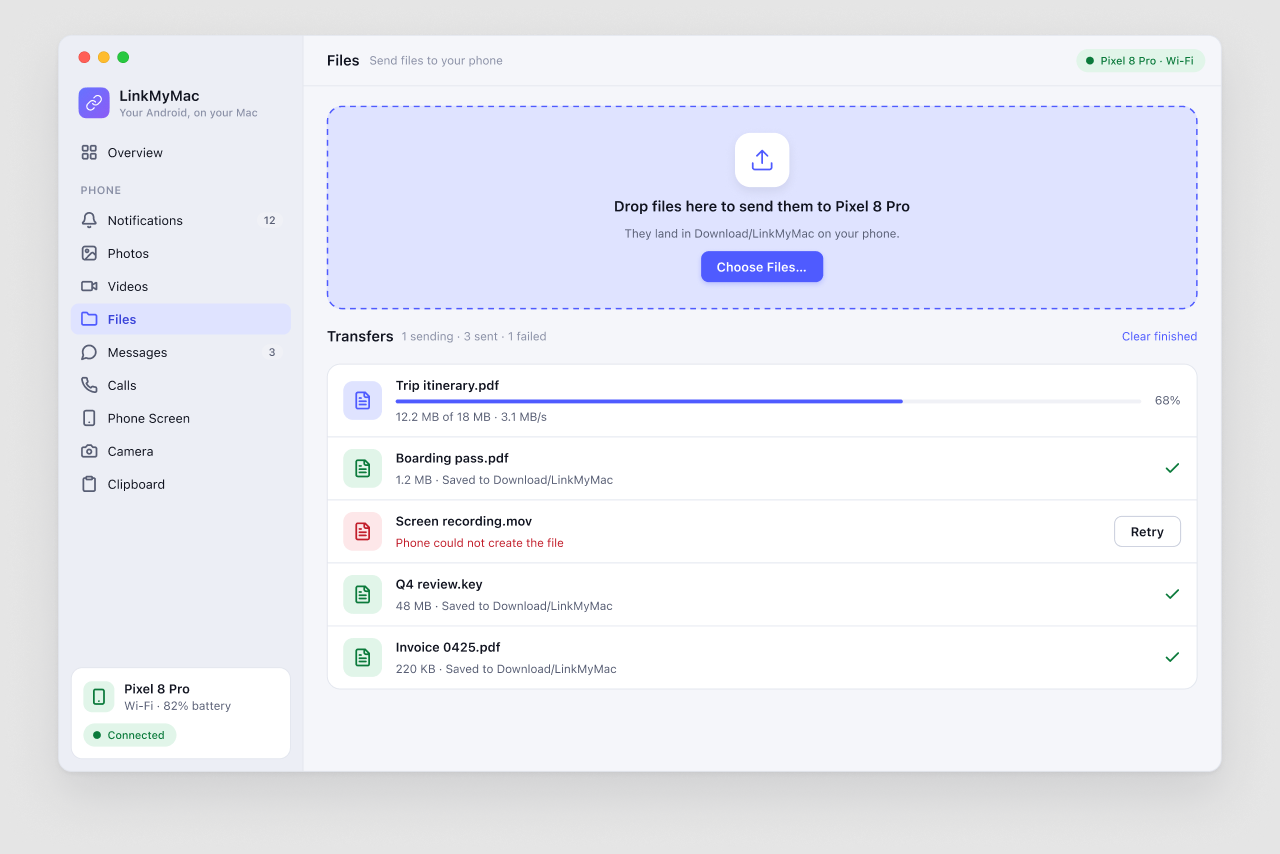 LinkMyMac
Your Android, on your Mac
Overview
PHONE
Notifications 12
Photos
Videos
Files
Messages 3
Calls
Phone Screen
Camera
Clipboard
Pixel 8 Pro
Wi-Fi · 82% battery
Connected
Files Send files to your phone
Pixel 8 Pro · Wi-Fi
Drop files here to send them to Pixel 8 Pro
They land in Download/LinkMyMac on your phone.
Choose Files...
Transfers 1 sending · 3 sent · 1 failed
Clear finished
Trip itinerary.pdf
68%
12.2 MB of 18 MB · 3.1 MB/s
Boarding pass.pdf
1.2 MB · Saved to Download/LinkMyMac
Screen recording.mov
Phone could not create the file
Retry
Q4 review.key
48 MB · Saved to Download/LinkMyMac
Invoice 0425.pdf
220 KB · Saved to Download/LinkMyMac